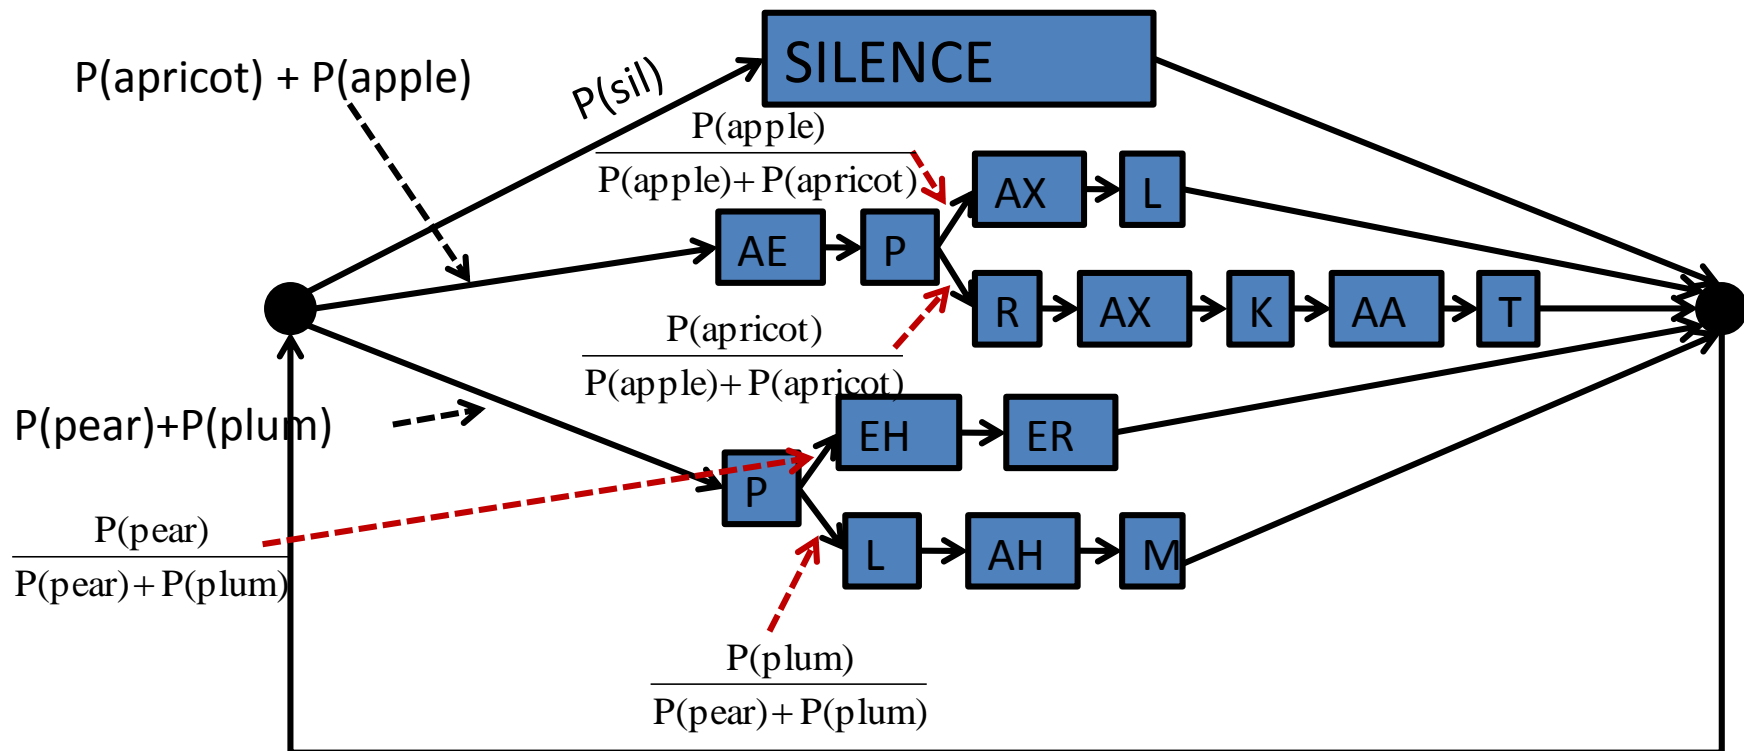 SILENCE
P(apricot) + P(apple)
P(sil)
P(apple)
P(apple)+ P(apricot)
AX L
AE P
R AX K AA T
P(apricot)
P(apple)+ P(apricot)
P(pear)+P(plum)
EH ER
P
P(pear)
P(pear)+ P(plum)
L AH M
P(plum)
P(pear)+ P(plum)